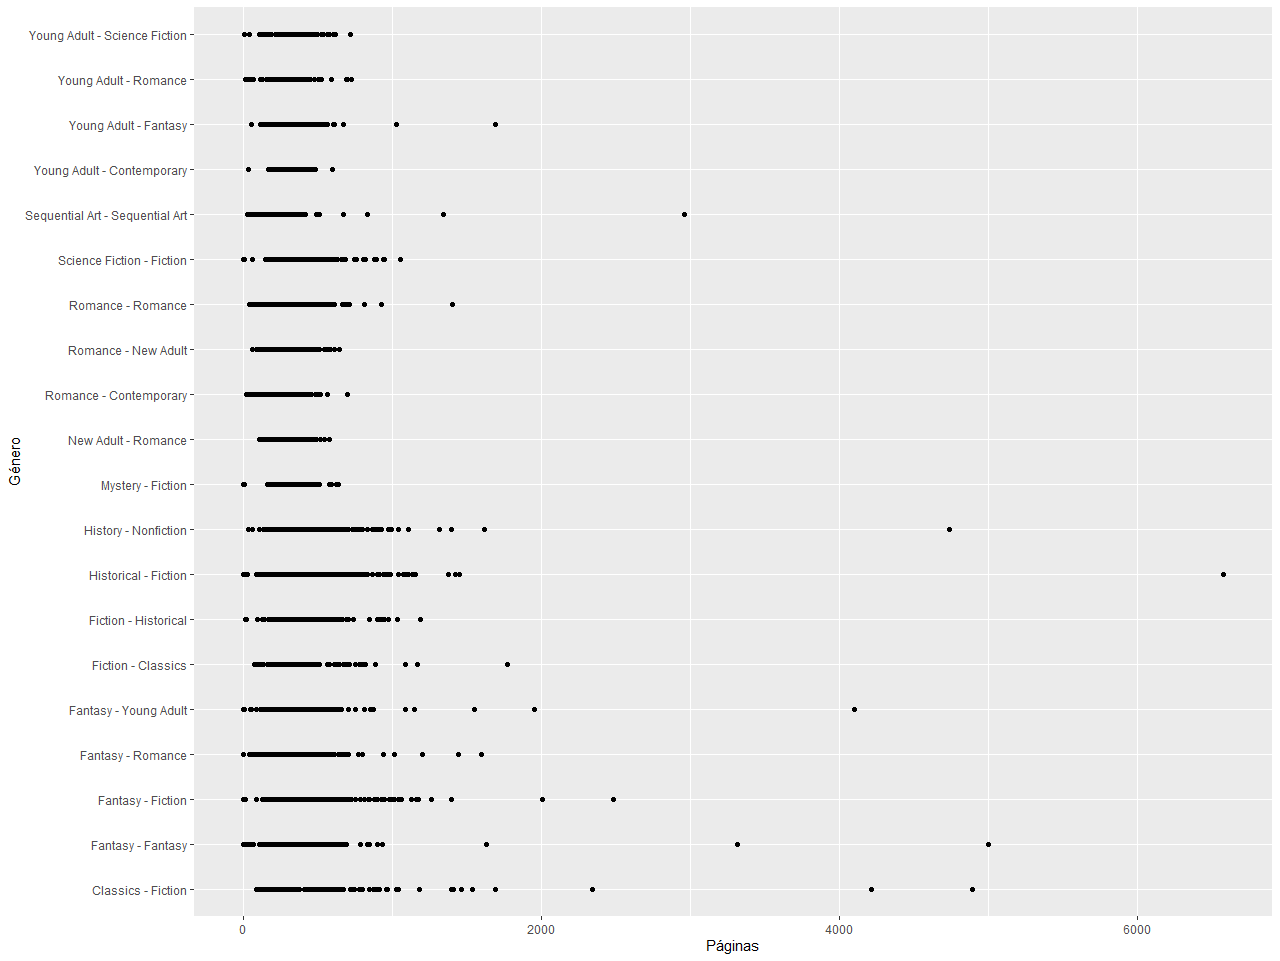 Young Adult - Science Fiction
Young Adult - Romance
Young Adult - Fantasy
Young Adult - Contemporary
Sequential Art - Sequential Art
Science Fiction - Fiction
Romance - Romance
Romance - New Adult
Romance - Contemporary
New Adult - Romance
Mystery - Fiction
History - Nonfiction
Historical - Fiction
Fiction - Historical
Fiction - Classics
Fantasy - Young Adult
Fantasy - Romance
Fantasy - Fiction
Fantasy - Fantasy
Classics - Fiction
Género
0 2000 4000 6000
Páginas